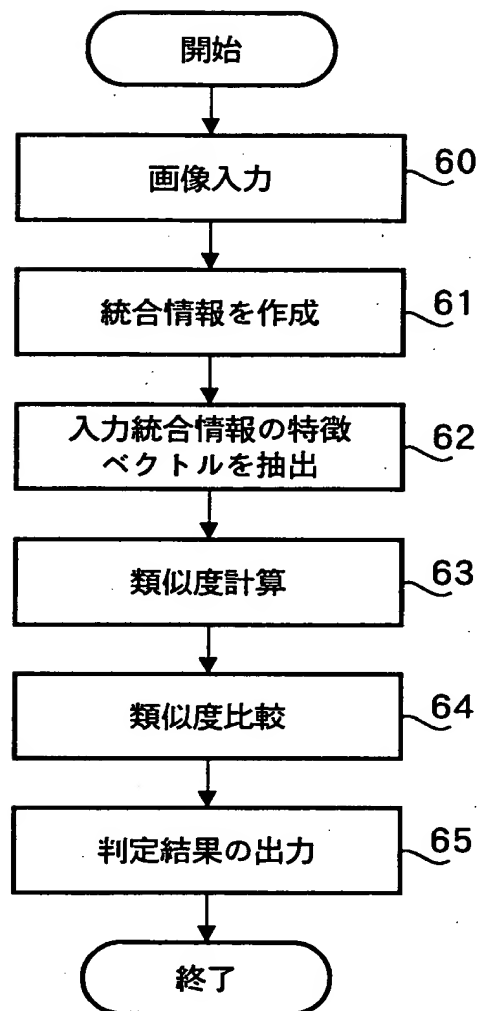 開始
画像入力
60
統合情報を作成
61
入力統合情報の特徴
ベクトルを抽出
62
類似度計算
63
類似度比較
64
判定結果の出力
65
終了